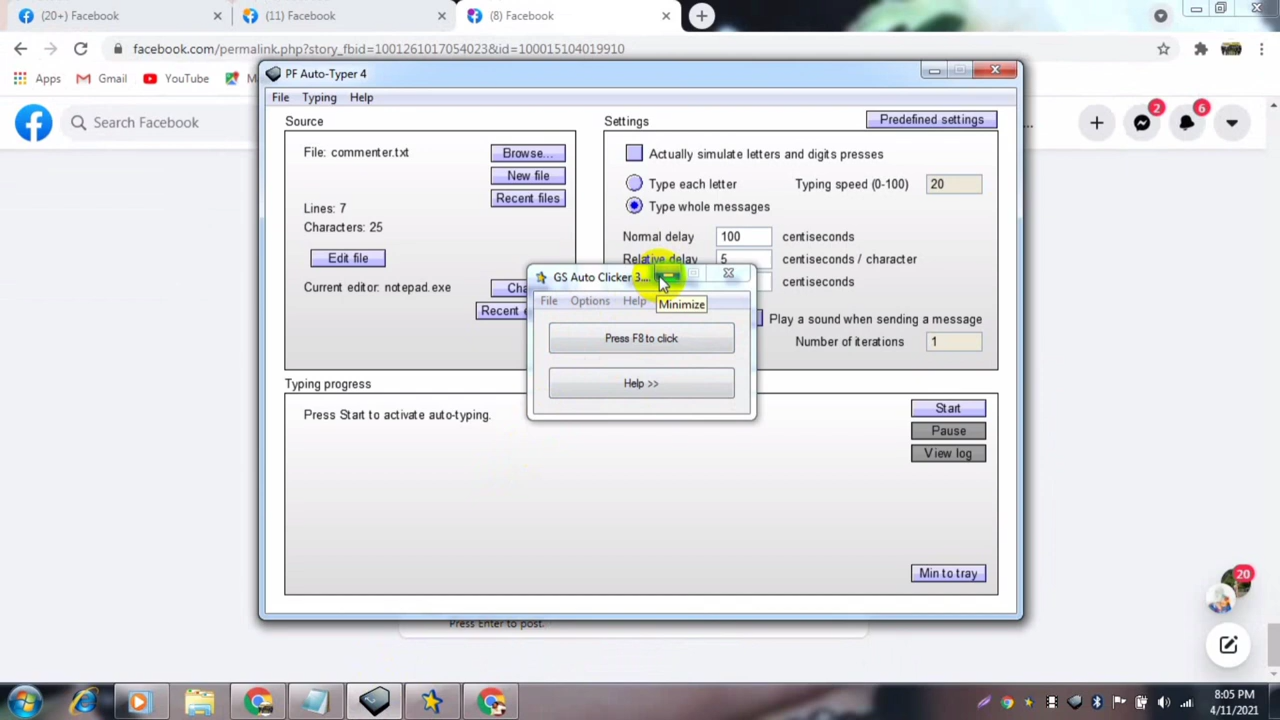 (20+) Facebook
(11) Facebook
(8) Facebook
facebook.com/permalink.php?story_fbid=1001261017054023&id=100015104019910
Apps
Gmail
YouTube
PF Auto-Typer 4
File Typing Help
Search Facebook
2
6
Source
File: commenter.txt
Browse...
New file
Recent files
Lines: 7
Characters: 25
Edit file
Current editor: notepad.exe
Settings
Predefined settings
Actually simulate letters and digits presses
Type each letter
Typing speed (0-100)
20
Type whole messages
Normal delay
100
centiseconds
Relative delay
5
centiseconds / character
centiseconds
Play a sound when sending a message
Number of iterations
1
GS Auto Clicker 3...
File Options Help
Minimize
Press F8 to click
Help >>
Typing progress
Press Start to activate auto-typing.
Start
Pause
View log
Min to tray
20
Press Enter to post.
8:05 PM
4/11/2021